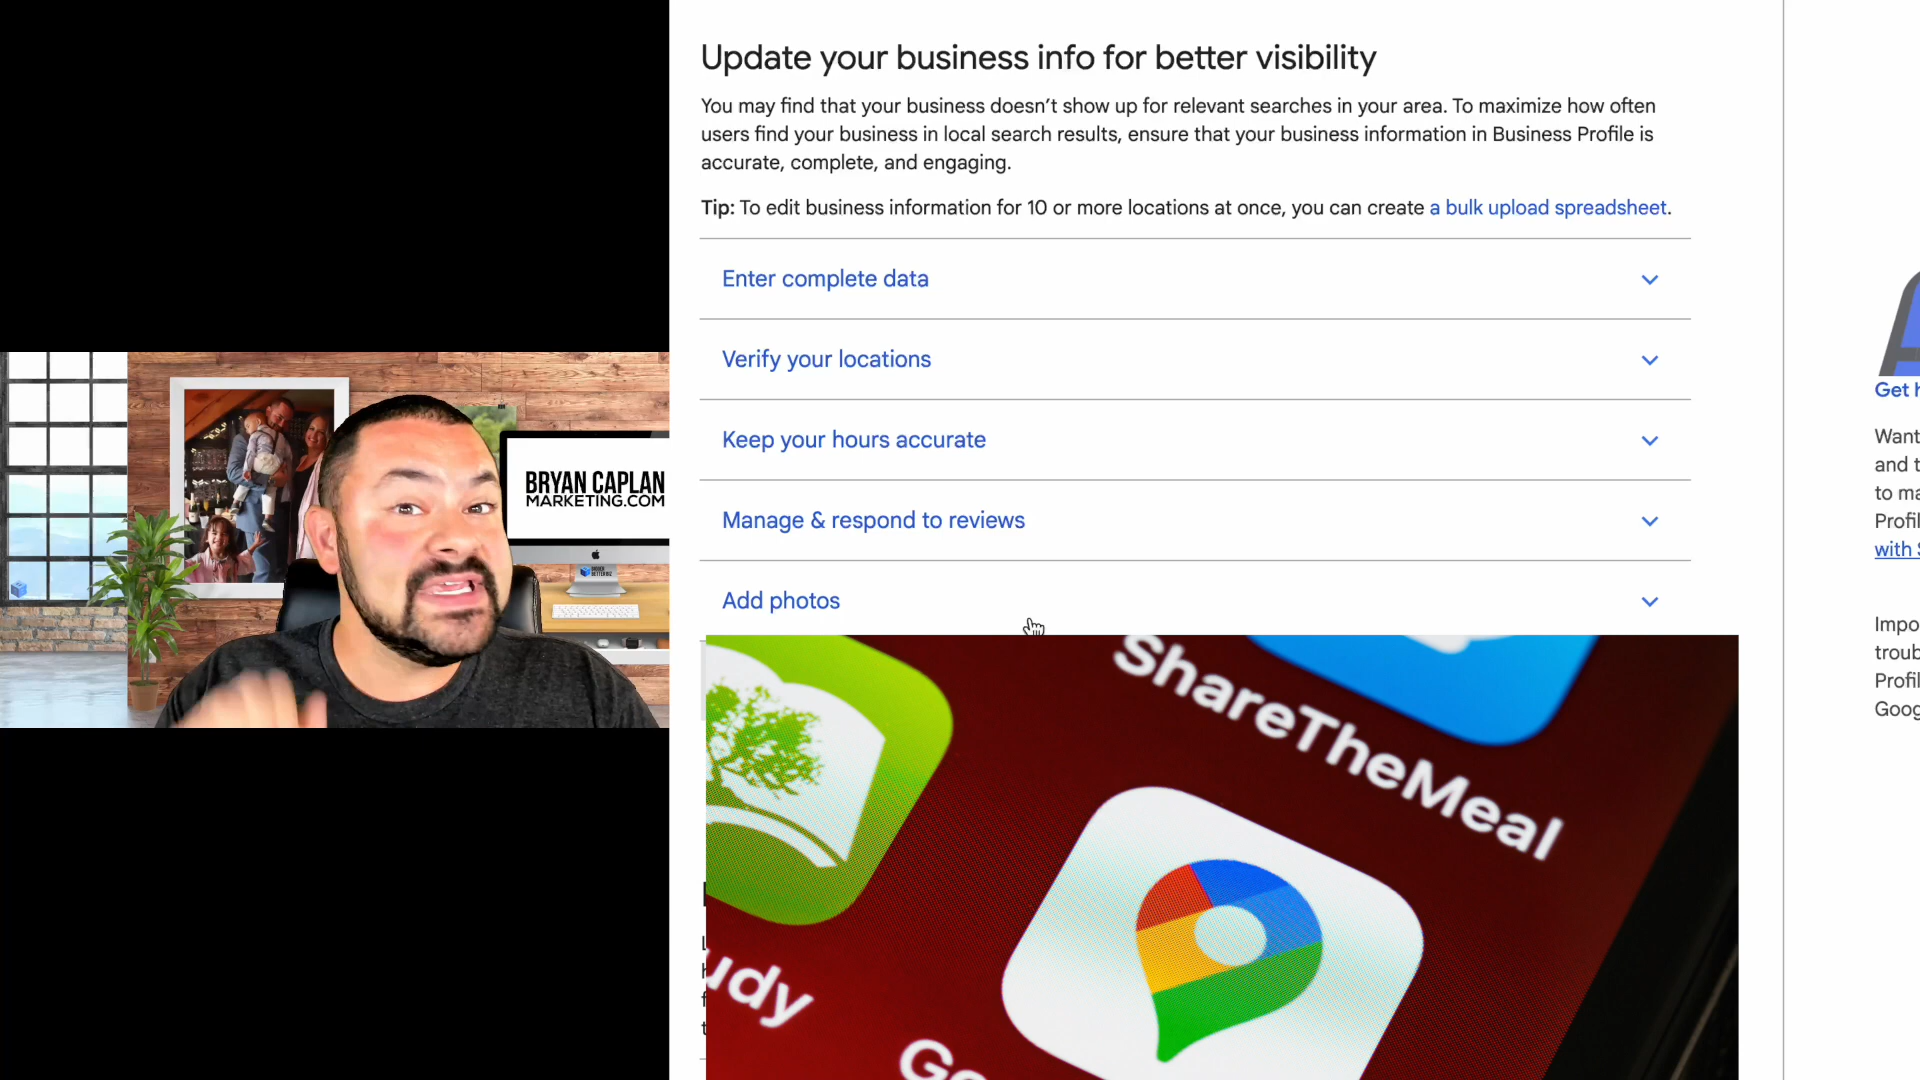 Update your business info for better visibility
You may find that your business doesn't show up for relevant searches in your area. To maximize how often
users find your business in local search results, ensure that your business information in Business Profile is
accurate, complete, and engaging.
Tip: To edit business information for 10 or more locations at once, you can create a bulk upload spreadsheet.
Enter complete data
Verify your locations
Keep your hours accurate
Manage & respond to reviews
Add photos
BRYAN CAPLAN
MARKETING.COM
ShareTheMeal
udy
Go
Get
Want
and t
to ma
Profil
with
Impo
troub
Profil
Goog